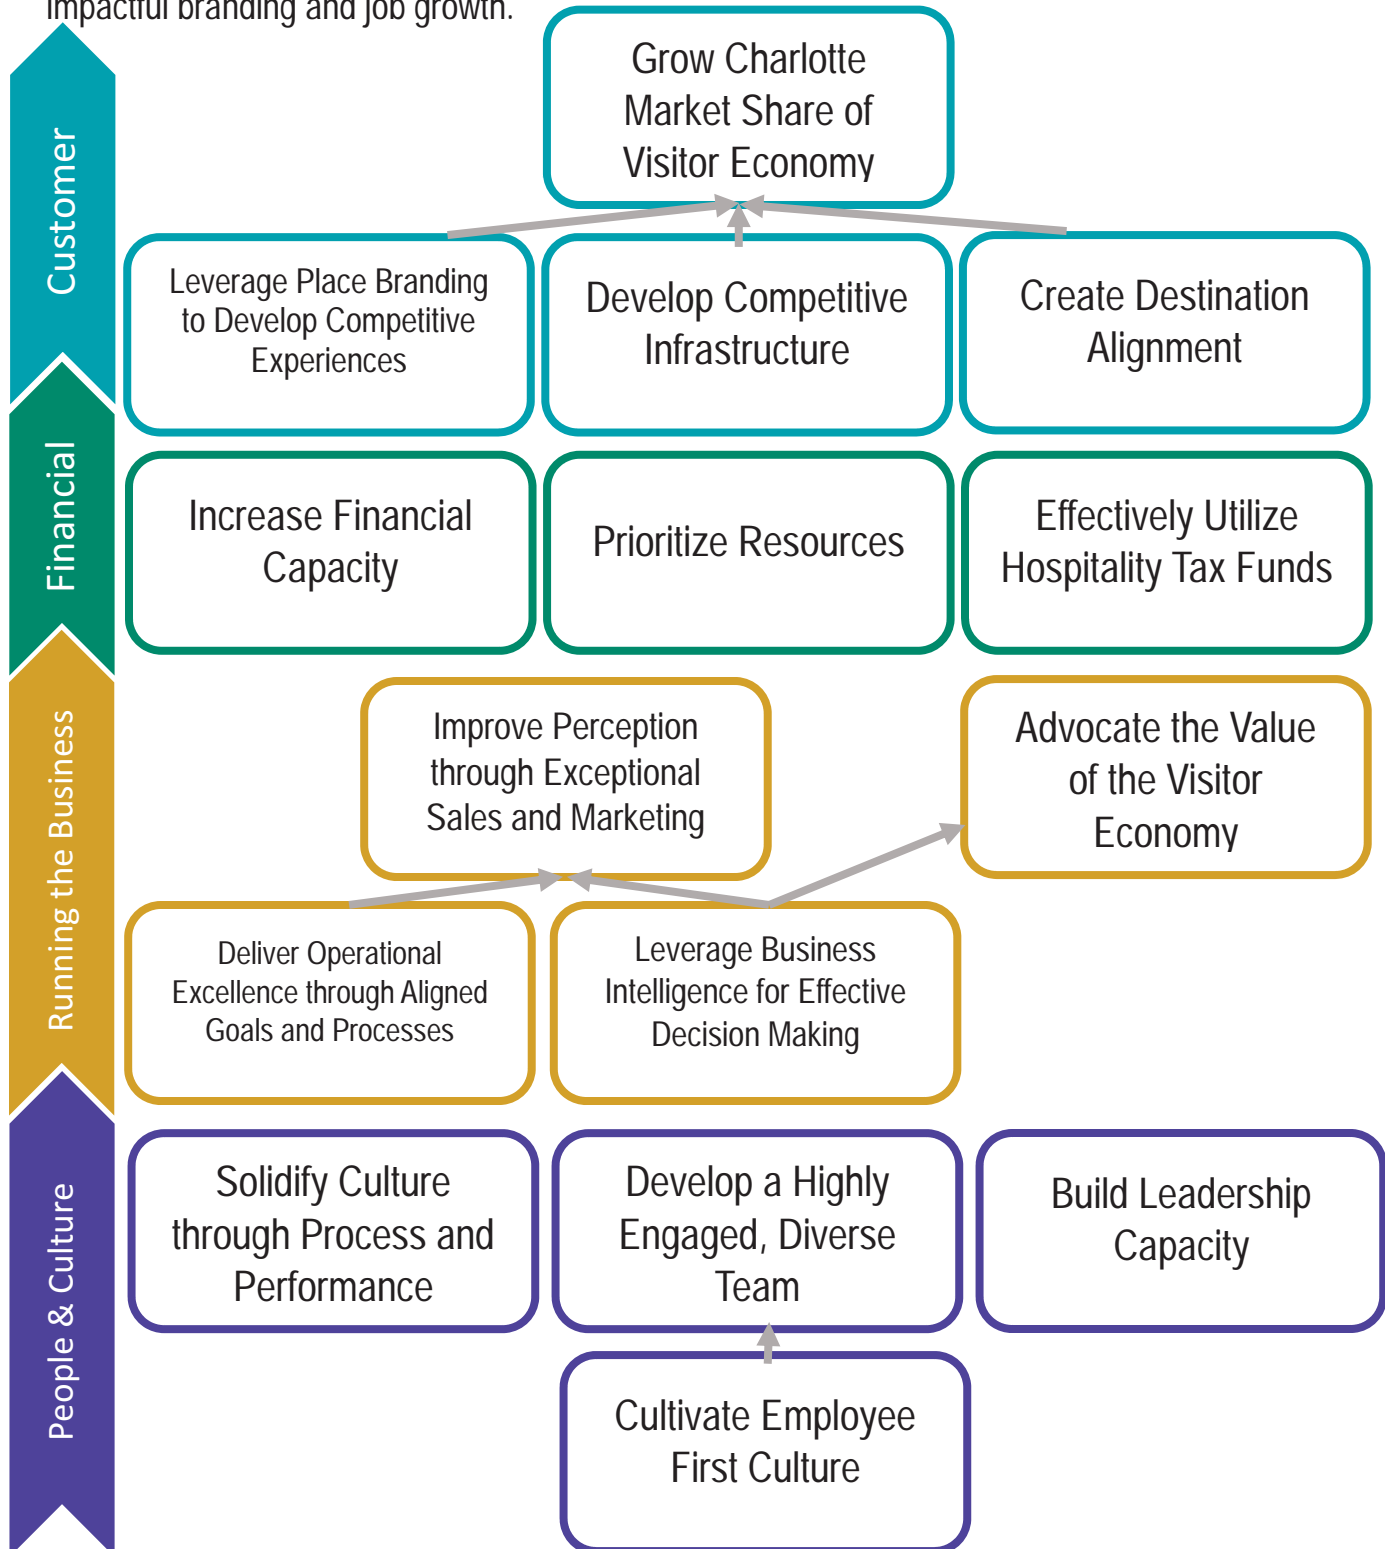 impactful branding and job growth.
Customer
Grow Charlotte
Market Share of
Visitor Economy
Leverage Place Branding
to Develop Competitive
Experiences
Develop Competitive
Infrastructure
Create Destination
Alignment
Financial
Increase Financial
Capacity
Prioritize Resources
Effectively Utilize
Hospitality Tax Funds
Running the Business
Improve Perception
through Exceptional
Sales and Marketing
Advocate the Value
of the Visitor
Economy
Deliver Operational
Excellence through Aligned
Goals and Processes
Leverage Business
Intelligence for Effective
Decision Making
People & Culture
Solidify Culture
through Process and
Performance
Develop a Highly
Engaged, Diverse
Team
Build Leadership
Capacity
Cultivate Employee
First Culture